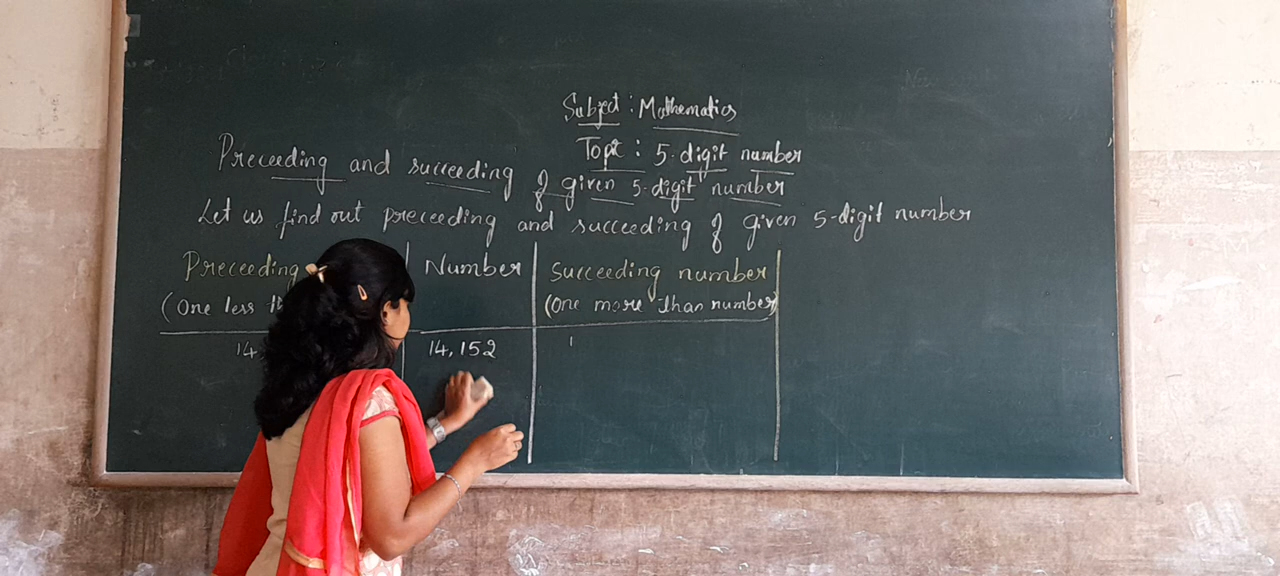 Subject : Mathematics
Topic : 5-digit number
Preceeding and succeeding of given 5-digit number
Let us find out preceeding and succeeding of given 5-digit number
Preceeding Number Succeeding number
(One less (One more than number)
14, 14,152 1